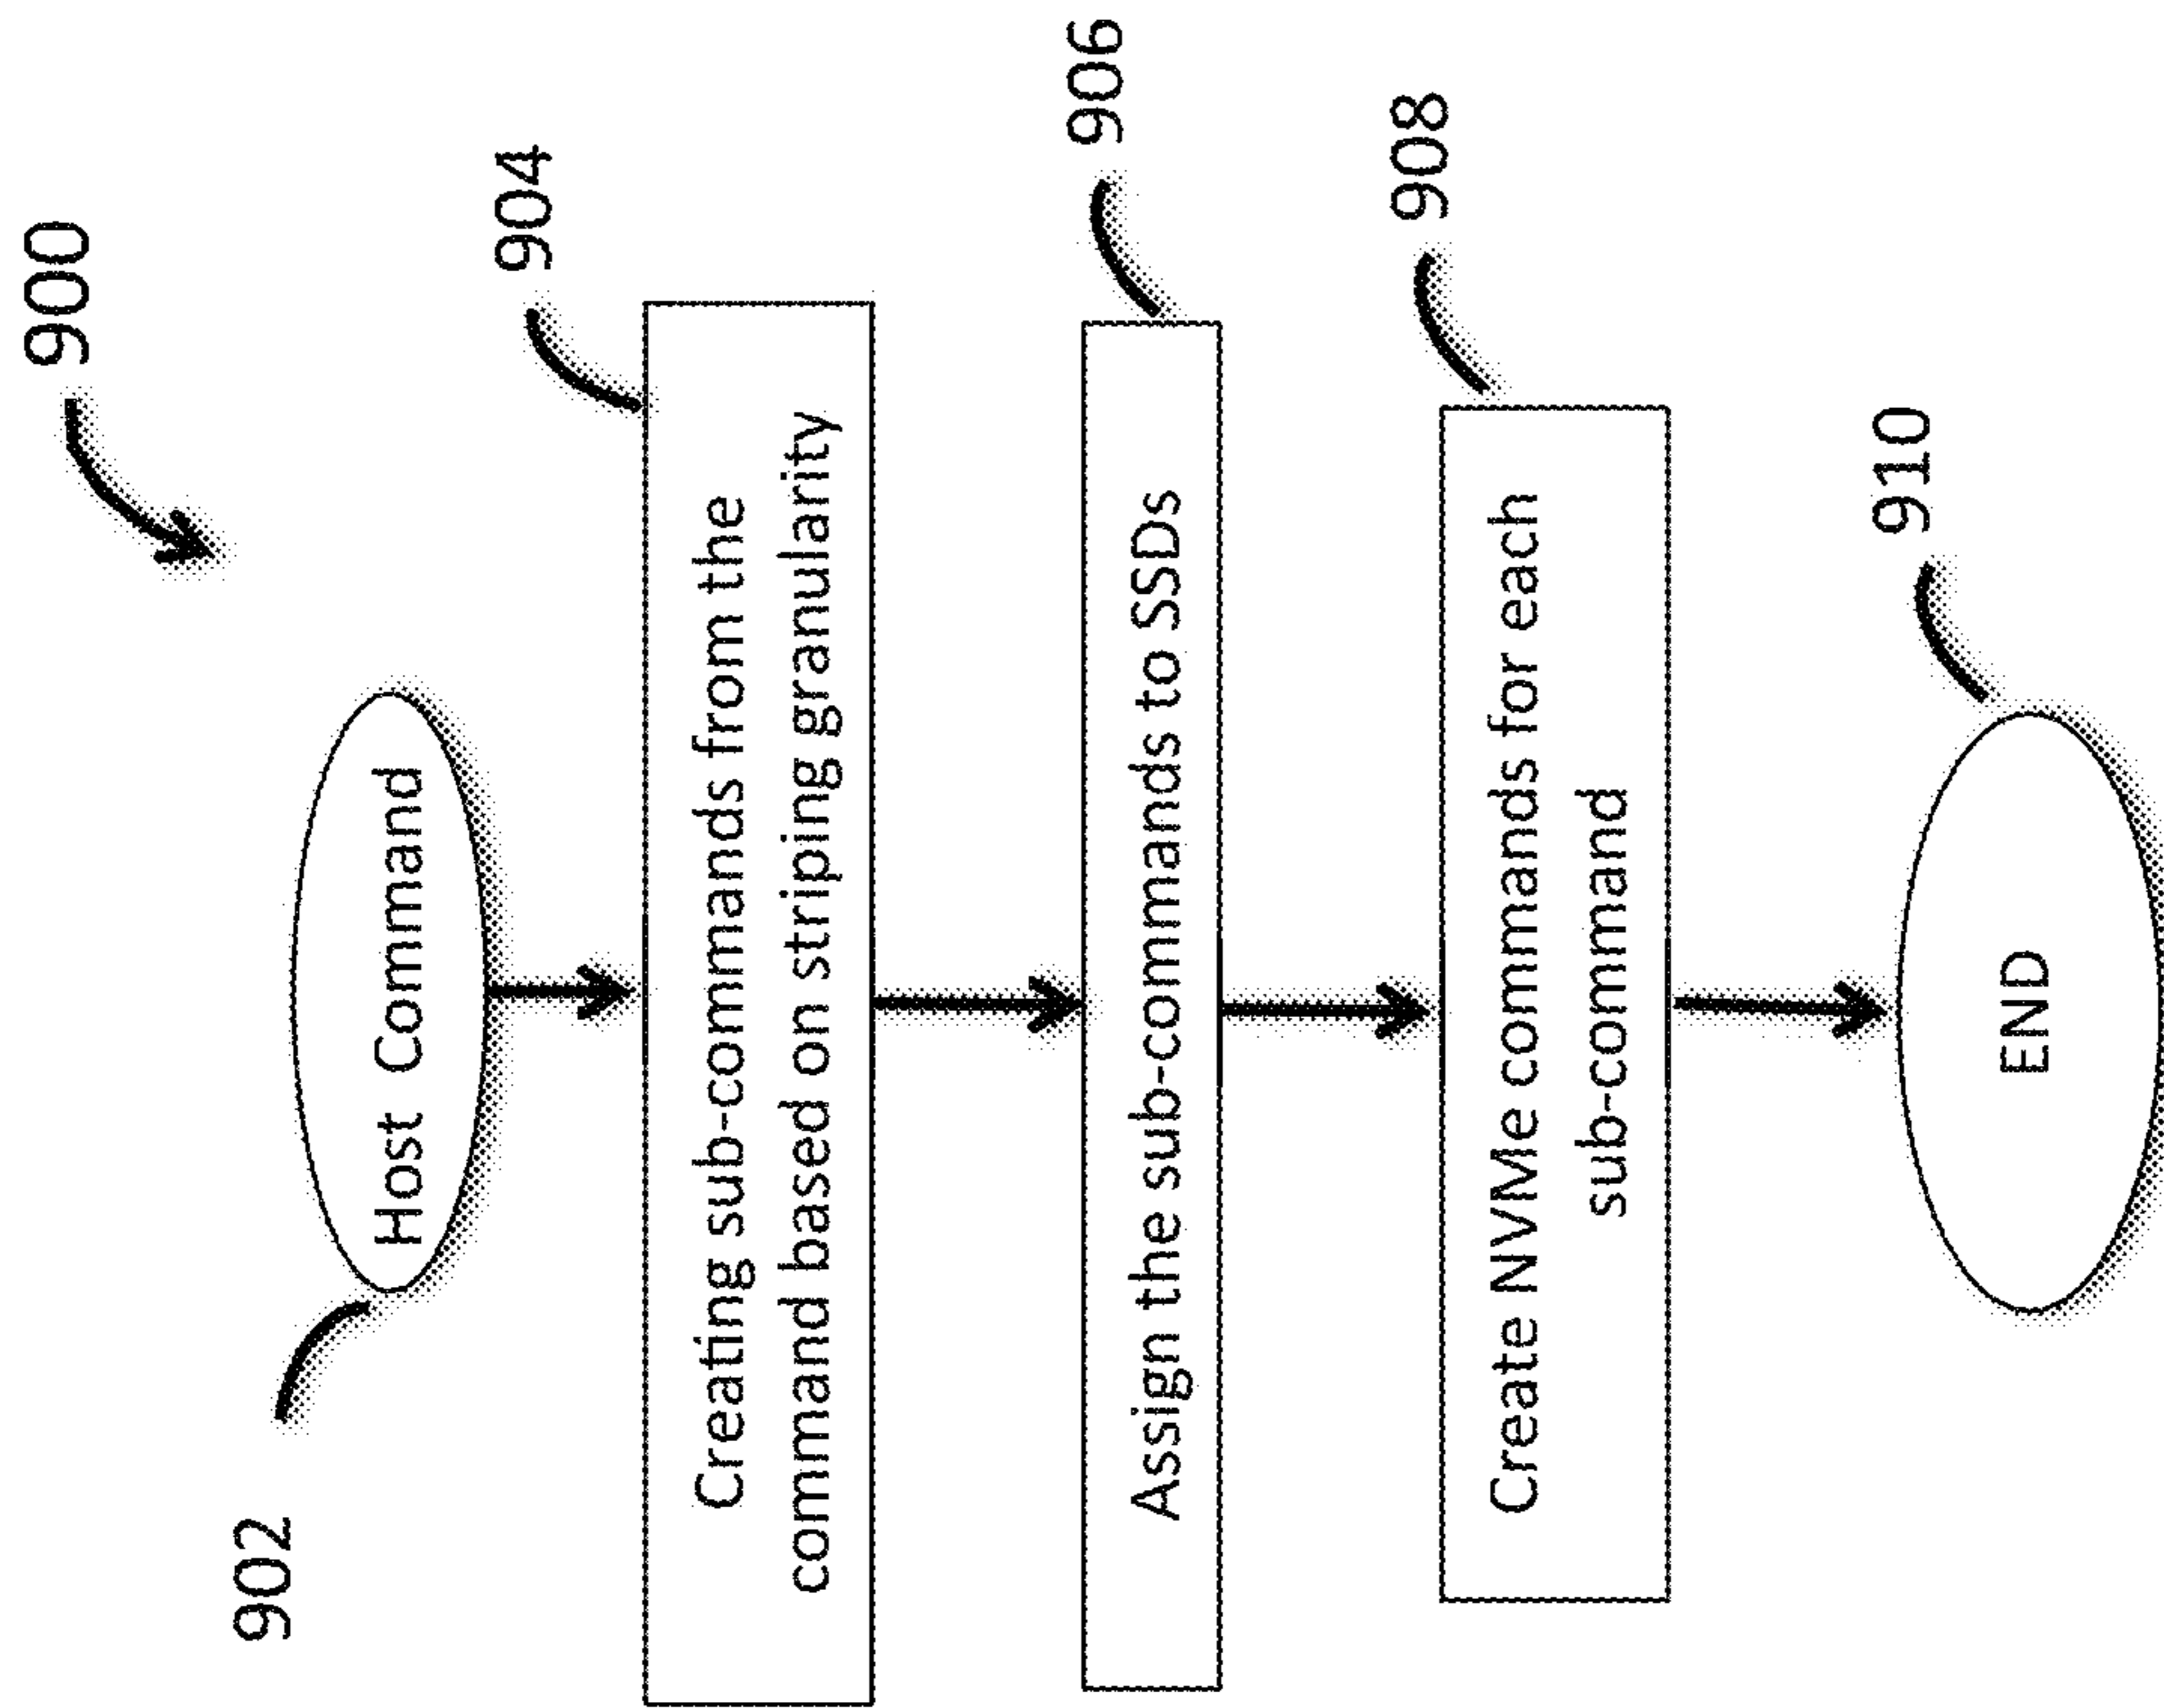 900
902
Host Command
904
Creating sub-commands from the
command based on striping granularity
906
Assign the sub-commands to SSDs
908
Create NVMe commands for each
sub-command
910
END